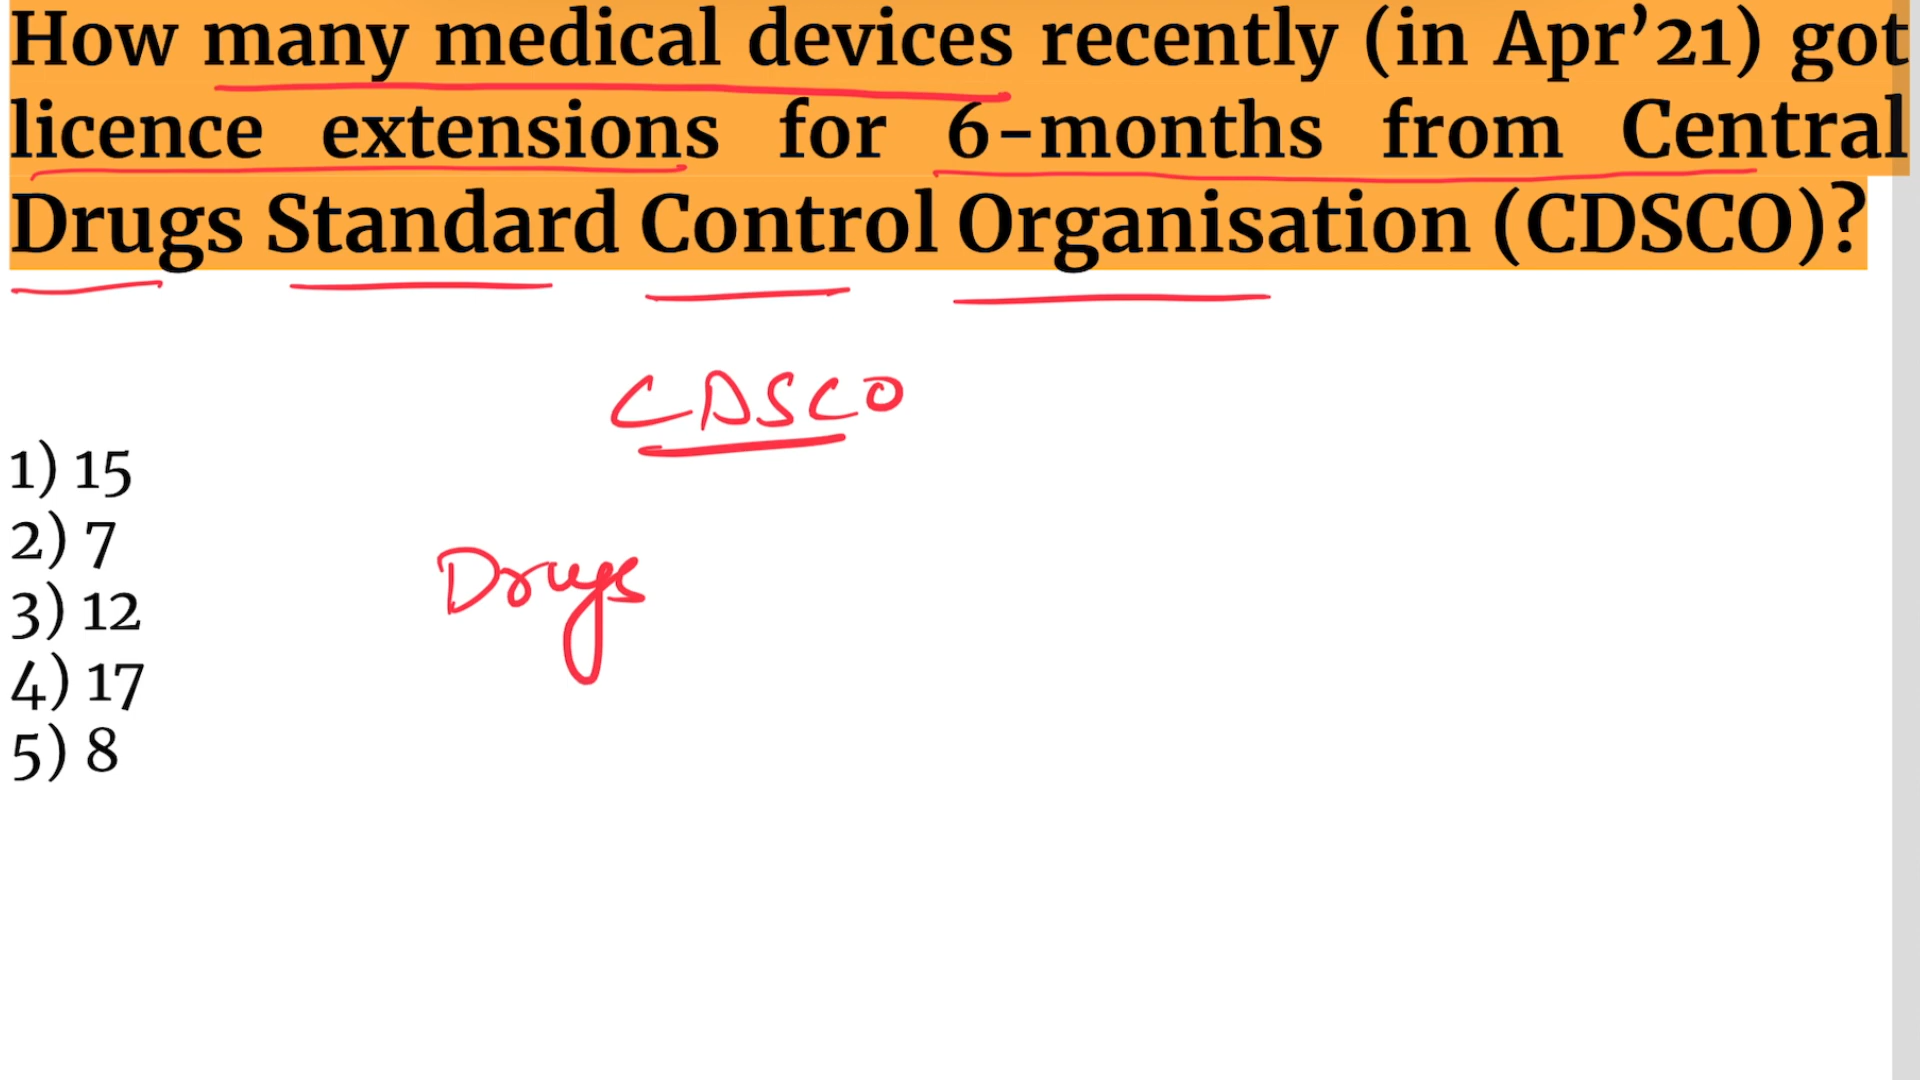 How many medical devices recently (in Apr’21) got
licence extensions for 6-months from Central
Drugs Standard Control Organisation (CDSCO)?
CDSCO
1) 15
2) 7
Drugs
3) 12
4) 17
5) 8